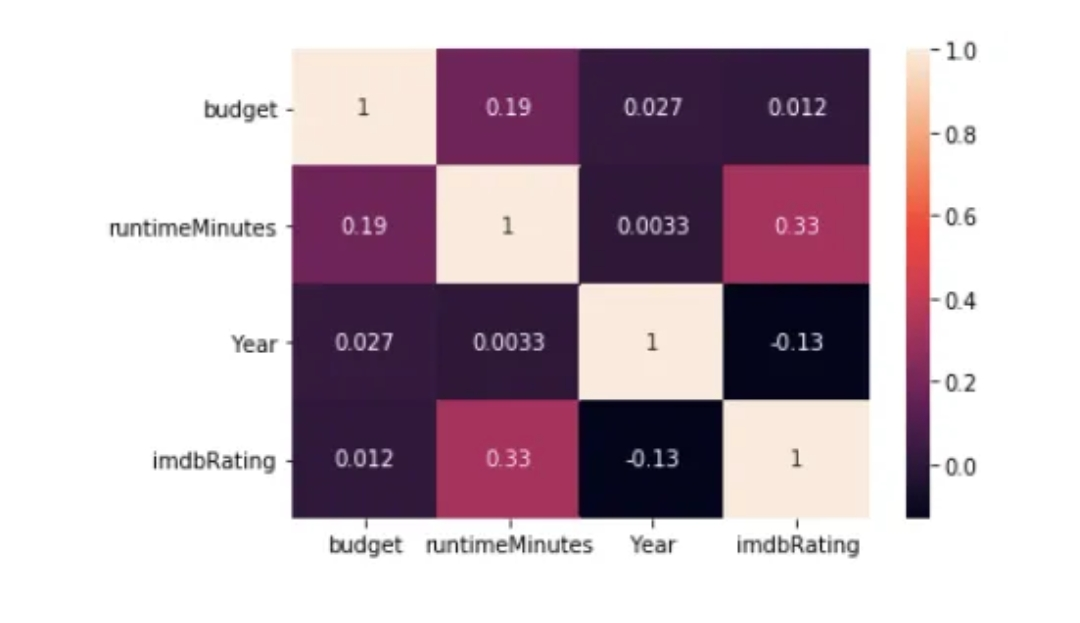 budget 1 0.19 0.027 0.012
runtimeMinutes 0.19 1 0.0033 0.33
Year 0.027 0.0033 1 -0.13
imdbRating 0.012 0.33 -0.13 1
budget runtimeMinutes Year imdbRating
1.0
0.8
0.6
0.4
0.2
0.0